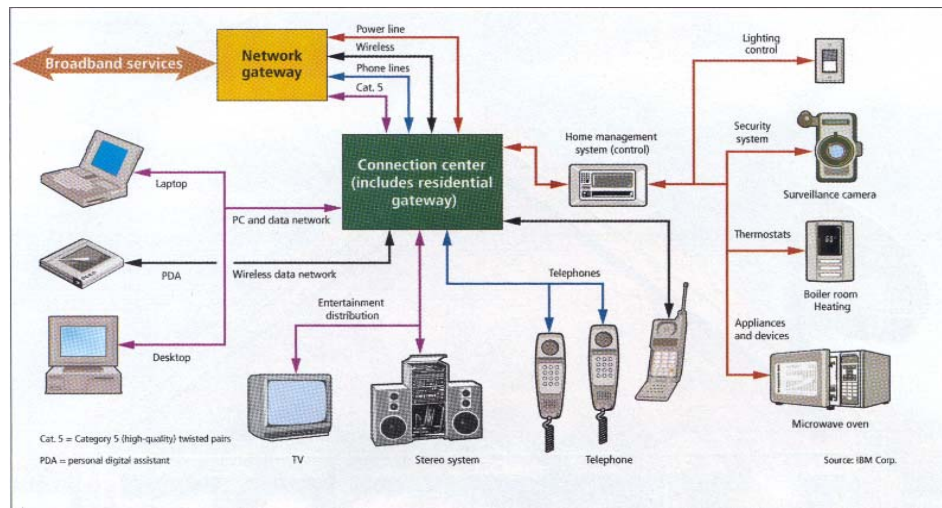 Power line
Wireless
Phone lines
Cat. 5
Broadband services
Network
gateway
Lighting
control
Security
system
Home management
system (control)
Surveillance camera
Connection center
(includes residential
gateway)
Laptop
PC and data network
Thermostats
PDA
Wireless data network
Telephones
Boiler room
Heating
Entertainment
distribution
Appliances
and devices
Desktop
Microwave oven
Cat. 5 = Category 5 (high-quality) twisted pairs
PDA = personal digital assistant
TV
Stereo system
Telephone
Source: IBM Corp.